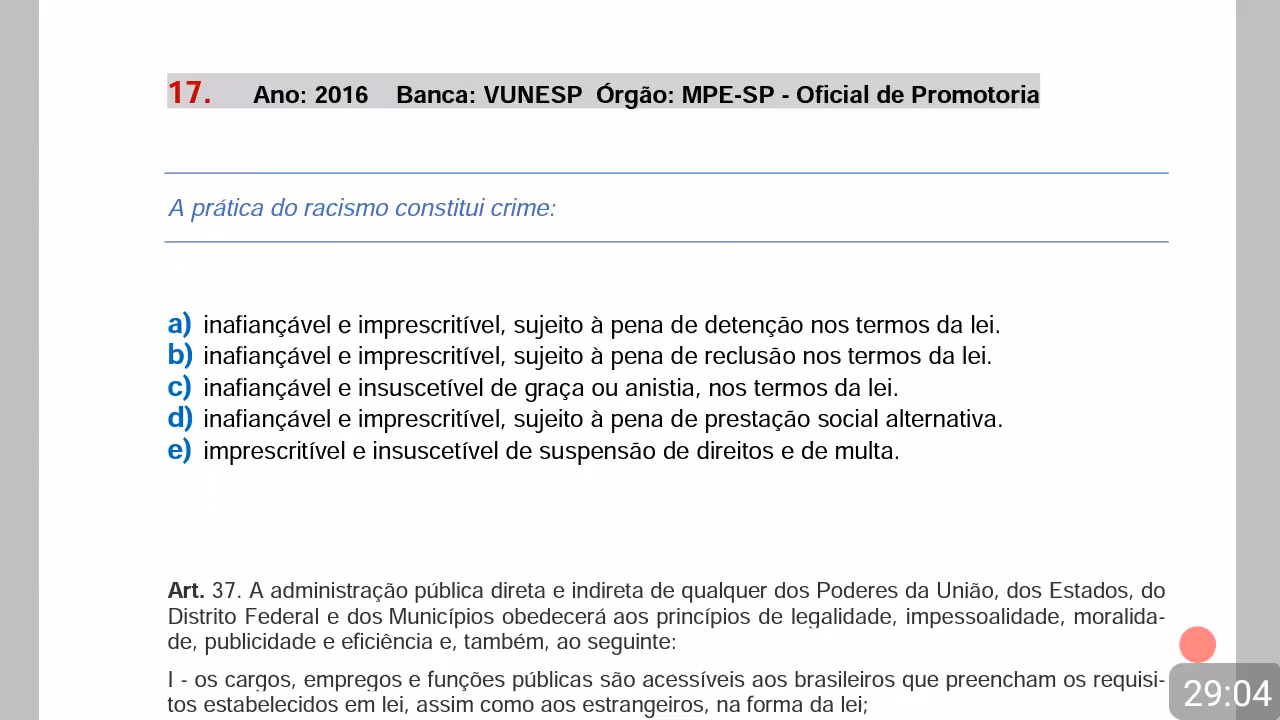 17. Ano: 2016 Banca: VUNESP Órgão: MPE-SP - Oficial de Promotoria
A prática do racismo constitui crime:
a) inafiançável e imprescritível, sujeito à pena de detenção nos termos da lei.
b) inafiançável e imprescritível, sujeito à pena de reclusão nos termos da lei.
c) inafiançável e insuscetível de graça ou anistia, nos termos da lei.
d) inafiançável e imprescritível, sujeito à pena de prestação social alternativa.
e) imprescritível e insuscetível de suspensão de direitos e de multa.
Art. 37. A administração pública direta e indireta de qualquer dos Poderes da União, dos Estados, do
Distrito Federal e dos Municípios obedecerá aos princípios de legalidade, impessoalidade, moralida-
de, publicidade e eficiência e, também, ao seguinte:
I - os cargos, empregos e funções públicas são acessíveis aos brasileiros que preencham os requisi-
tos estabelecidos em lei, assim como aos estrangeiros, na forma da lei;
29:04